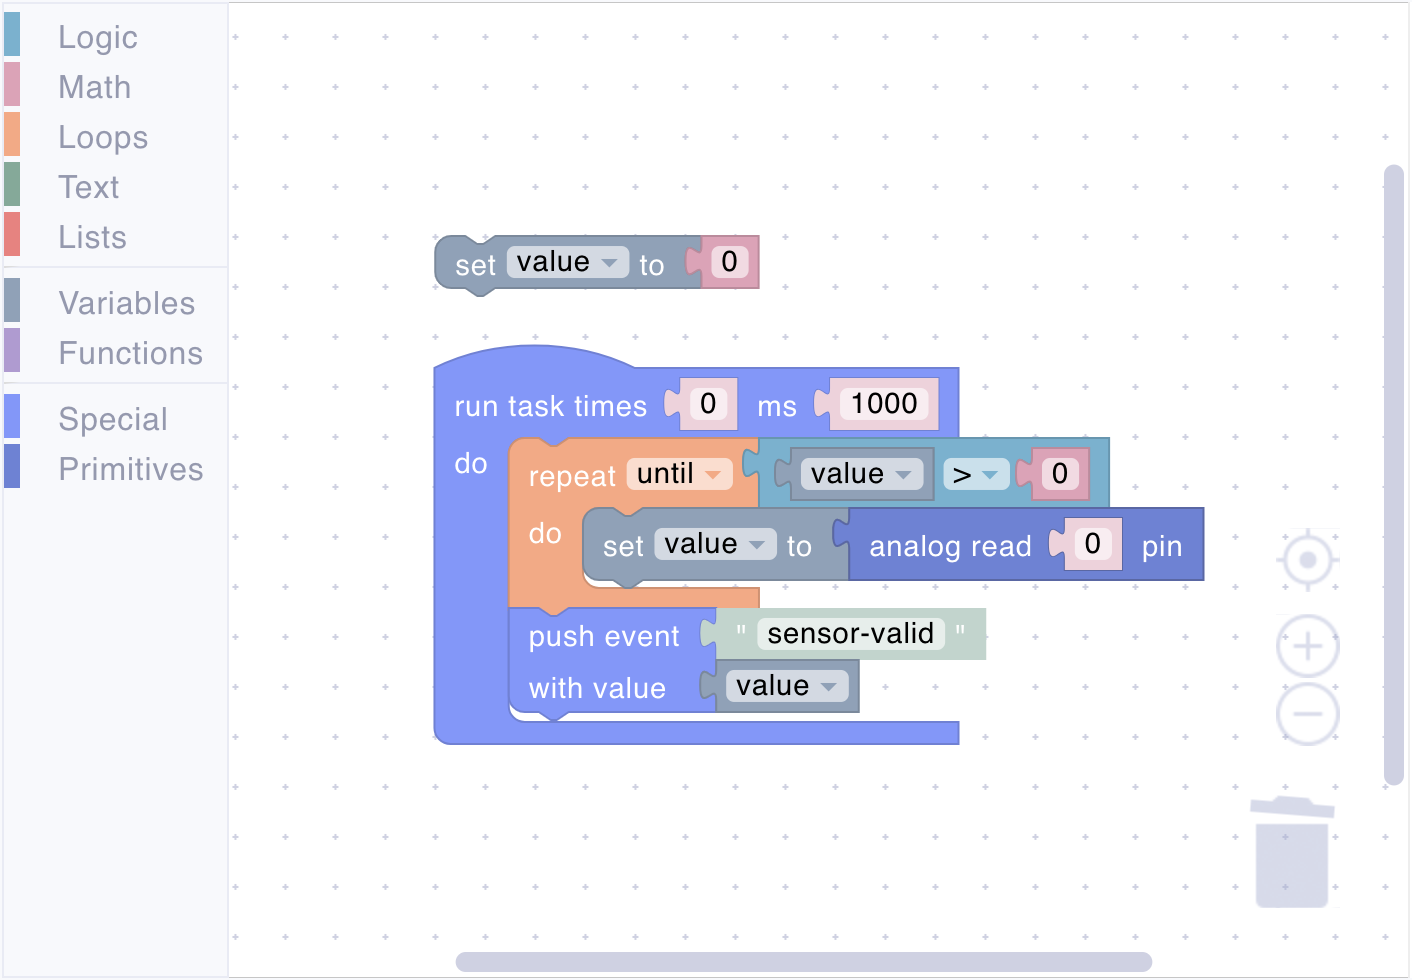 Logic
Math
Loops
Text
Lists
Variables
Functions
Special
Primitives
set value to 0
run task times 0 ms 1000
do
repeat until value > 0
do
set value to analog read 0 pin
push event " sensor-valid "
with value value